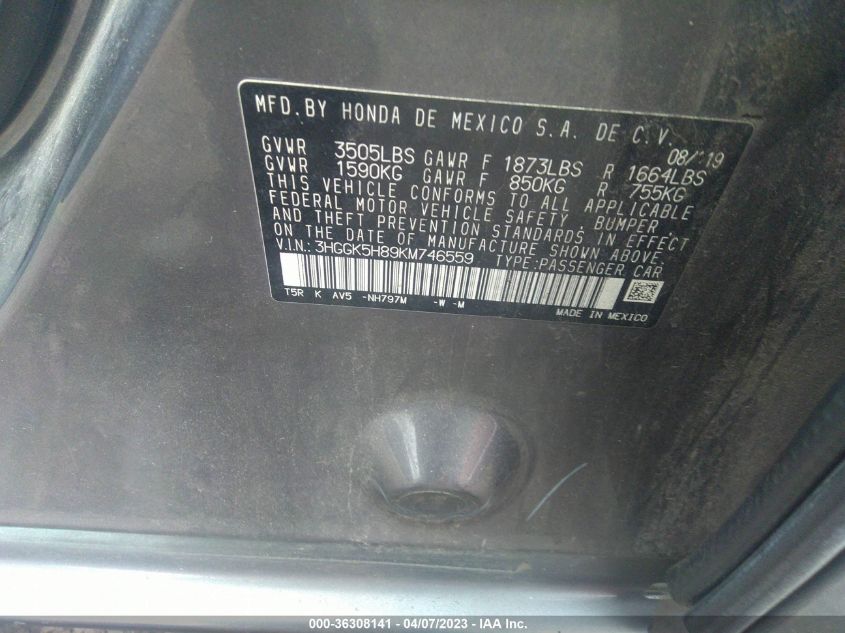 MFD. BY HONDA DE MEXICO S.A. DE C.V.
08/'19
GVWR 3505LBS GAWR F 1873LBS R 1664LBS
GVWR 1590KG GAWR F 850KG R 755KG
THIS VEHICLE CONFORMS TO ALL APPLICABLE
FEDERAL MOTOR VEHICLE SAFETY, BUMPER
AND THEFT PREVENTION STANDARDS IN EFFECT
ON THE DATE OF MANUFACTURE SHOWN ABOVE.
V.I.N.: 3HGGK5H89KM746559 TYPE:PASSENGER CAR
T5R K AV5 -NH797M -W -M
MADE IN MEXICO
000-36308141 - 04/07/2023 - IAA Inc.